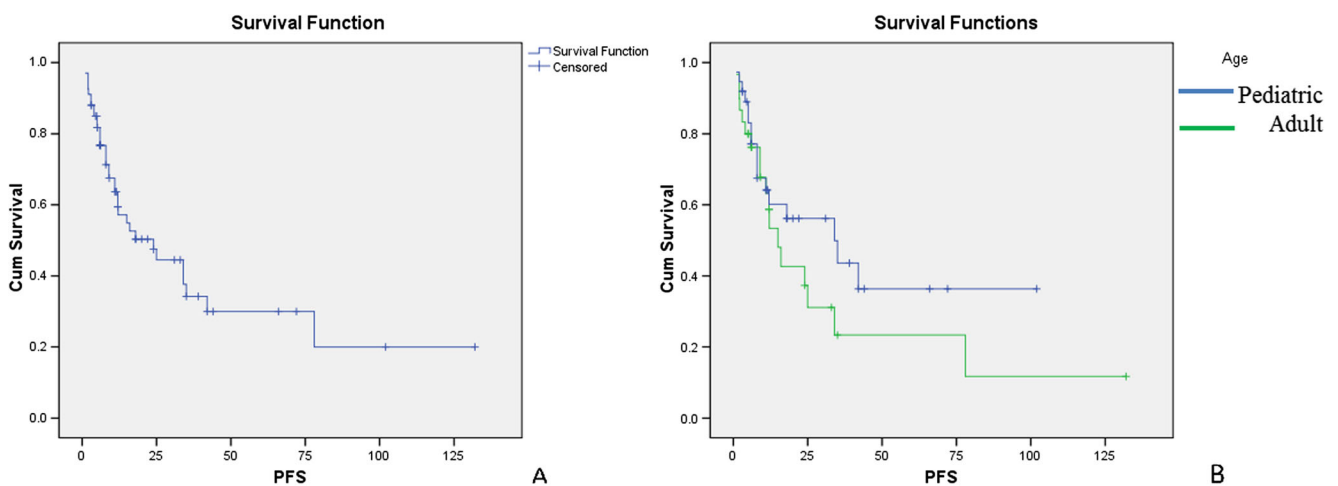 Survival Function
Survival Function
Censored
Cum Survival
1.0
0.8
0.6
0.4
0.2
0.0
0 25 50 75 100 125
PFS
A
Survival Functions
Age
Pediatric
Adult
Cum Survival
1.0
0.8
0.6
0.4
0.2
0.0
0 25 50 75 100 125
PFS
B